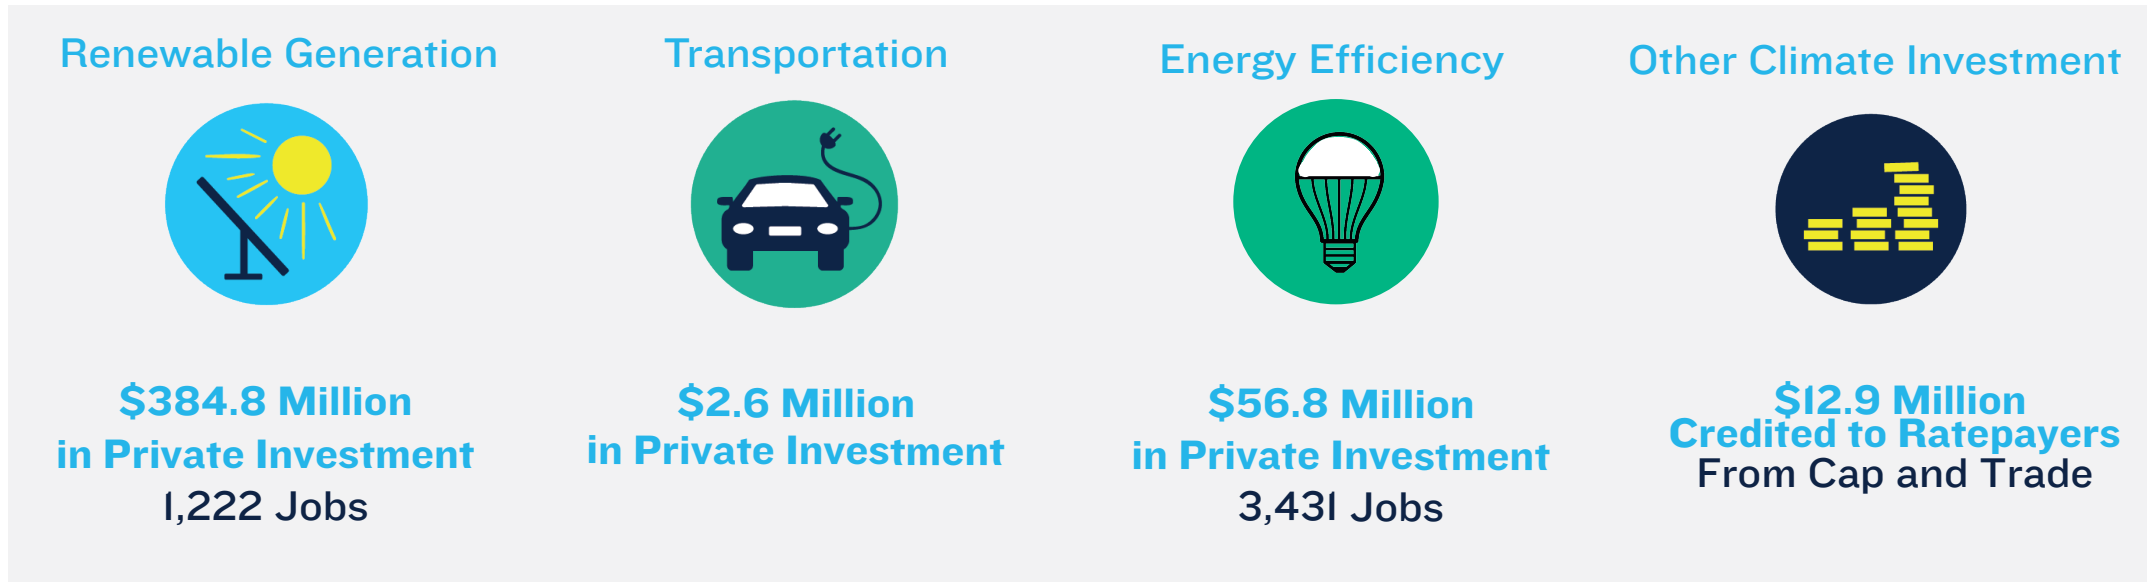 Renewable Generation
$384.8 Million
in Private Investment
1,222 Jobs
Transportation
$2.6 Million
in Private Investment
Energy Efficiency
$56.8 Million
in Private Investment
3,431 Jobs
Other Climate Investment
$12.9 Million
Credited to Ratepayers
From Cap and Trade